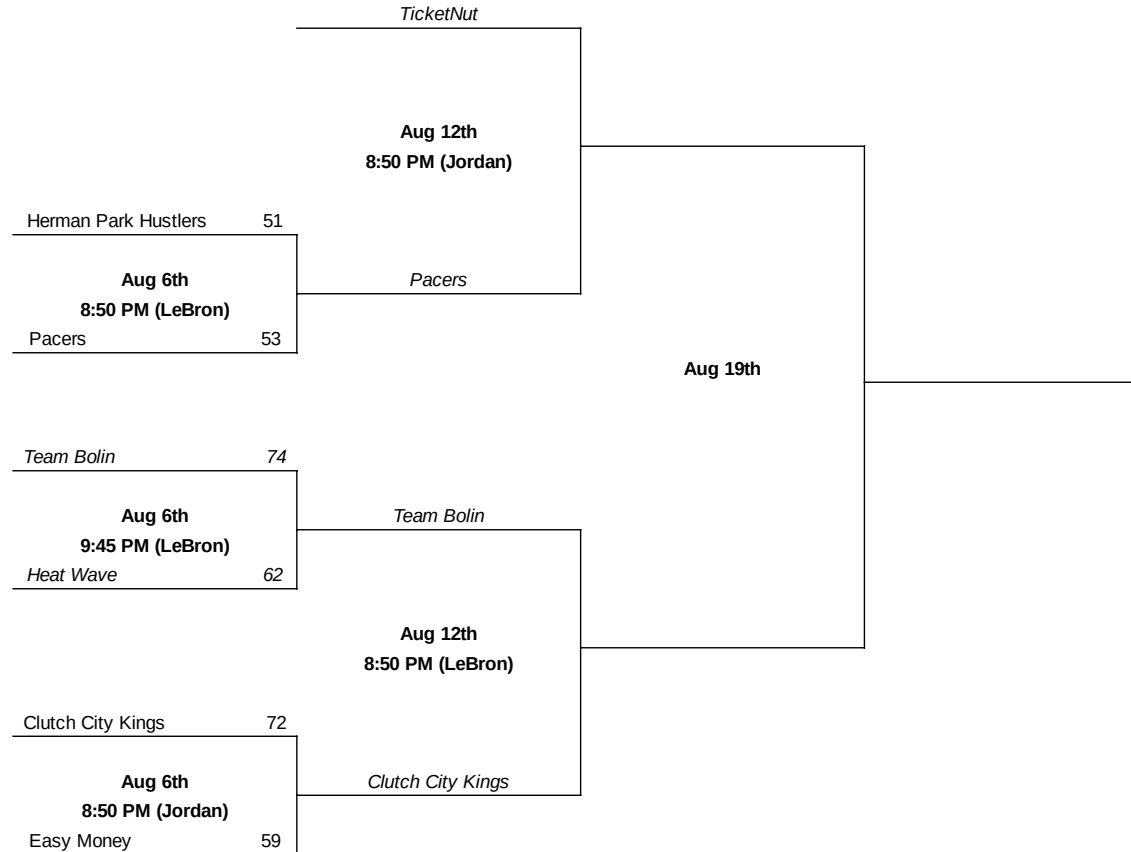 TicketNut
Aug 12th
8:50 PM (Jordan)
Herman Park Hustlers 51
Aug 6th
8:50 PM (LeBron)
Pacers
Pacers 53
Aug 19th
Team Bolin 74
Aug 6th
9:45 PM (LeBron)
Team Bolin
Heat Wave 62
Aug 12th
8:50 PM (LeBron)
Clutch City Kings 72
Aug 6th
8:50 PM (Jordan)
Clutch City Kings
Easy Money 59